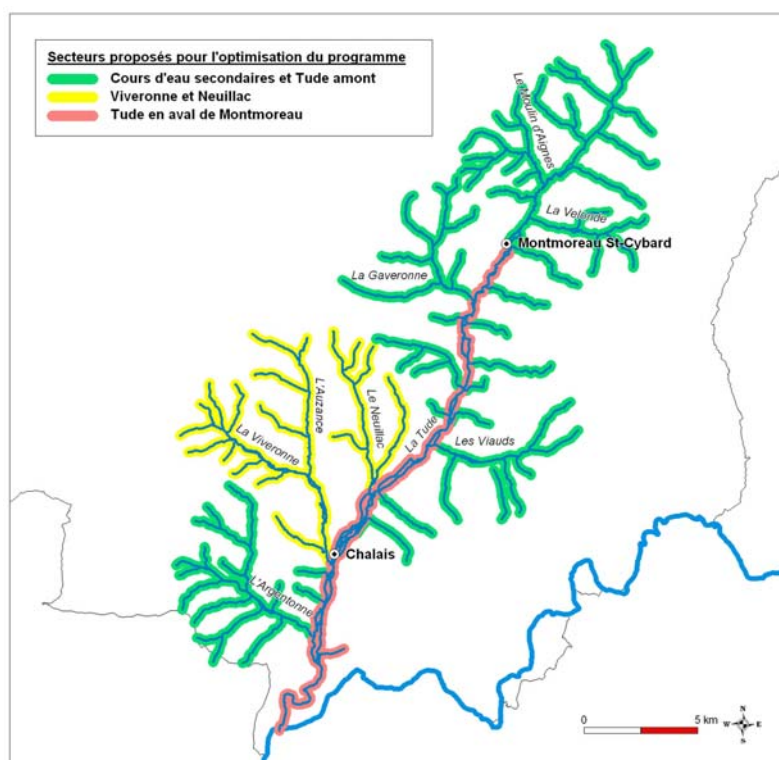 Secteurs proposés pour l'optimisation du programme
Cours d'eau secondaires et Tude amont
Viveronne et Neuillac
Tude en aval de Montmoreau
Le Moulin d'Aignes
La Velonde
Montmoreau St-Cybard
La Gaveronne
L'Auzance
Le Neuillac
La Viveronne
La Tude
Les Viauds
Chalais
L'Argentonne
0 5 km
N
W E
S